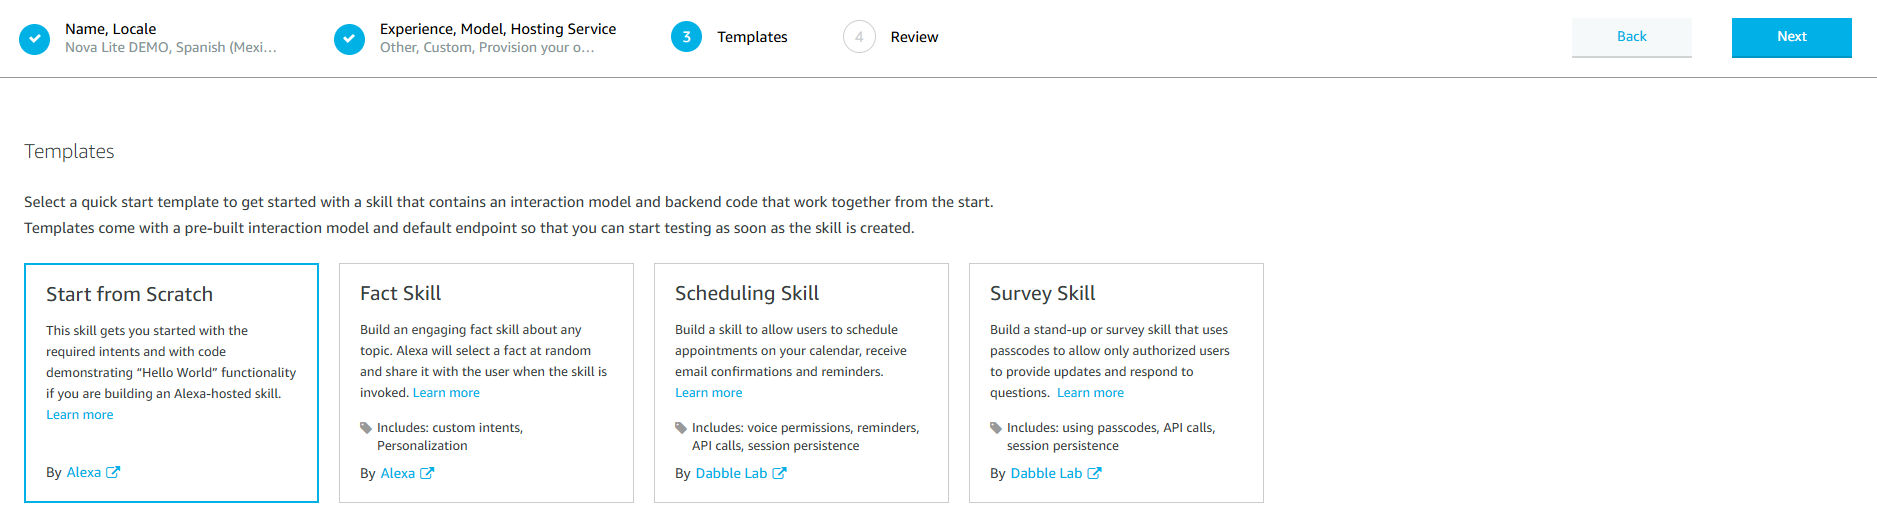 Name, Locale
Nova Lite DEMO, Spanish (Mexi...
Experience, Model, Hosting Service
Other, Custom, Provision your o...
3
Templates
4
Review
Back
Next
Templates
Select a quick start template to get started with a skill that contains an interaction model and backend code that work together from the start.
Templates come with a pre-built interaction model and default endpoint so that you can start testing as soon as the skill is created.
Start from Scratch
This skill gets you started with the
required intents and with code
demonstrating “Hello World” functionality
if you are building an Alexa-hosted skill.
Learn more
By Alexa
Fact Skill
Build an engaging fact skill about any
topic. Alexa will select a fact at random
and share it with the user when the skill is
invoked. Learn more
Includes: custom intents,
Personalization
By Alexa
Scheduling Skill
Build a skill to allow users to schedule
appointments on your calendar, receive
email confirmations and reminders.
Learn more
Includes: voice permissions, reminders,
API calls, session persistence
By Dabble Lab
Survey Skill
Build a stand-up or survey skill that uses
passcodes to allow only authorized users
to provide updates and respond to
questions. Learn more
Includes: using passcodes, API calls,
session persistence
By Dabble Lab